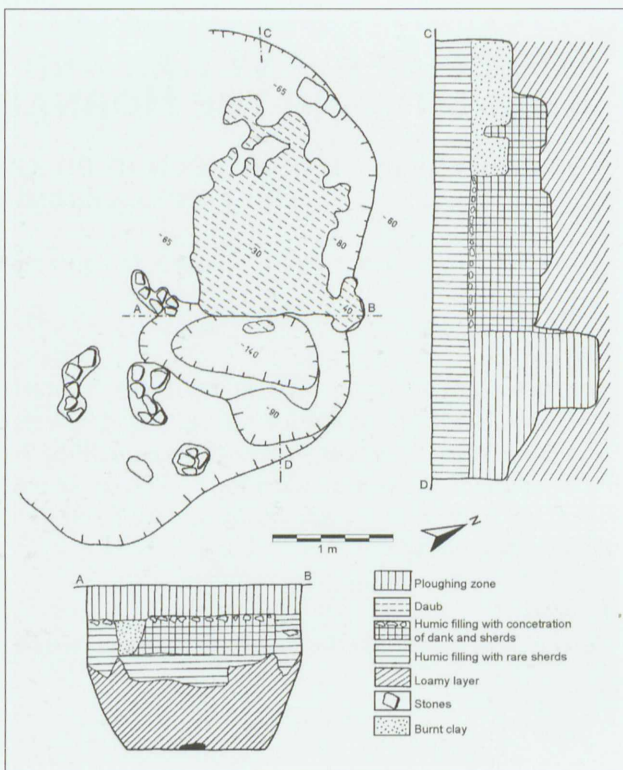 C
C
-65
-60
-80
-65
-30
-40
A
B
-140
-90
D
D
N
1 m
A
B
Ploughing zone
Daub
Humic filling with concetration
of dank and sherds
Humic filling with rare sherds
Loamy layer
Stones
Burnt clay